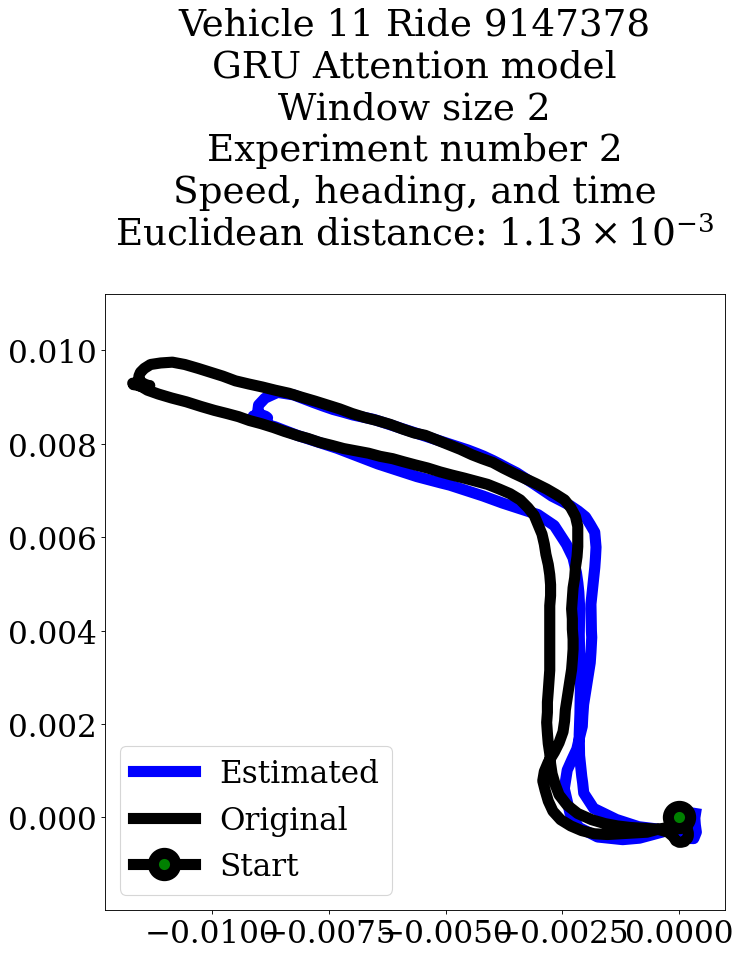 Vehicle 11 Ride 9147378
GRU Attention model
Window size 2
Experiment number 2
Speed, heading, and time
Euclidean distance: 1.13 × 10⁻³
0.010
0.008
0.006
0.004
0.002
0.000
Estimated
Original
Start
−0.0100 −0.0075 −0.0050 −0.0025 0.0000